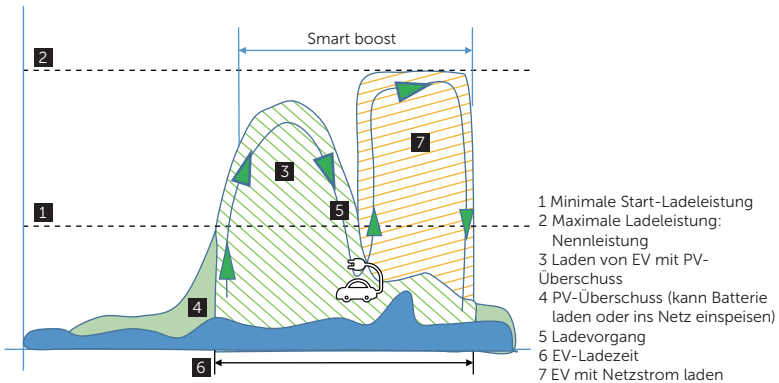 Smart boost
2
7
3
1
5
4
6
1 Minimale Start-Ladeleistung
2 Maximale Ladeleistung:
Nennleistung
3 Laden von EV mit PV-
Überschuss
4 PV-Überschuss (kann Batterie
laden oder ins Netz einspeisen)
5 Ladevorgang
6 EV-Ladezeit
7 EV mit Netzstrom laden